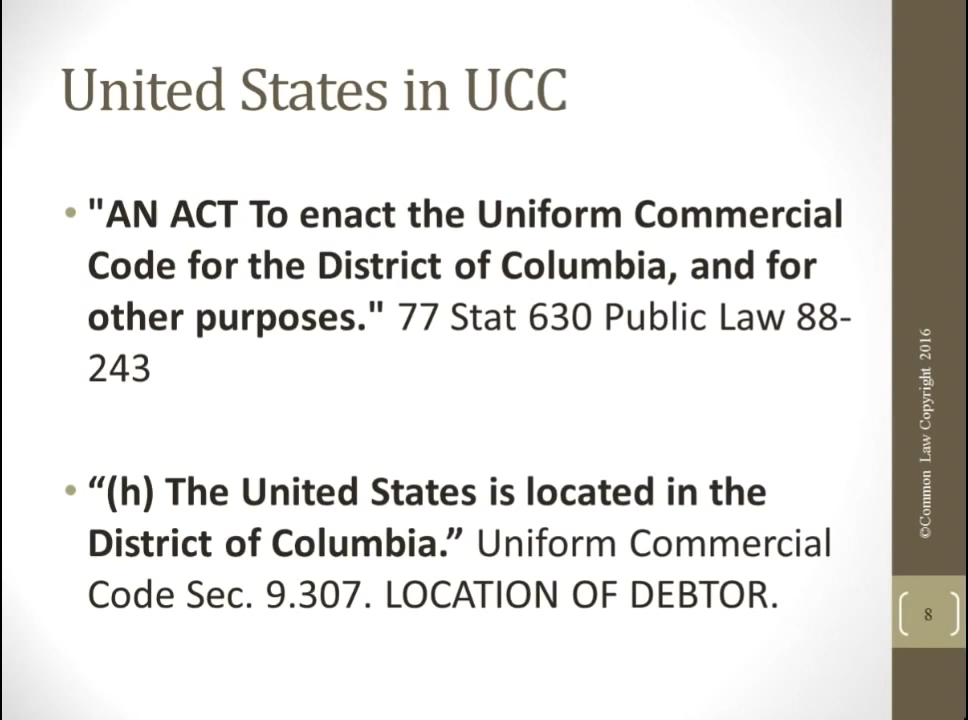 United States in UCC
• "AN ACT To enact the Uniform Commercial
Code for the District of Columbia, and for
other purposes." 77 Stat 630 Public Law 88-
243
• “(h) The United States is located in the
District of Columbia.” Uniform Commercial
Code Sec. 9.307. LOCATION OF DEBTOR.
©Common Law Copyright 2016
8